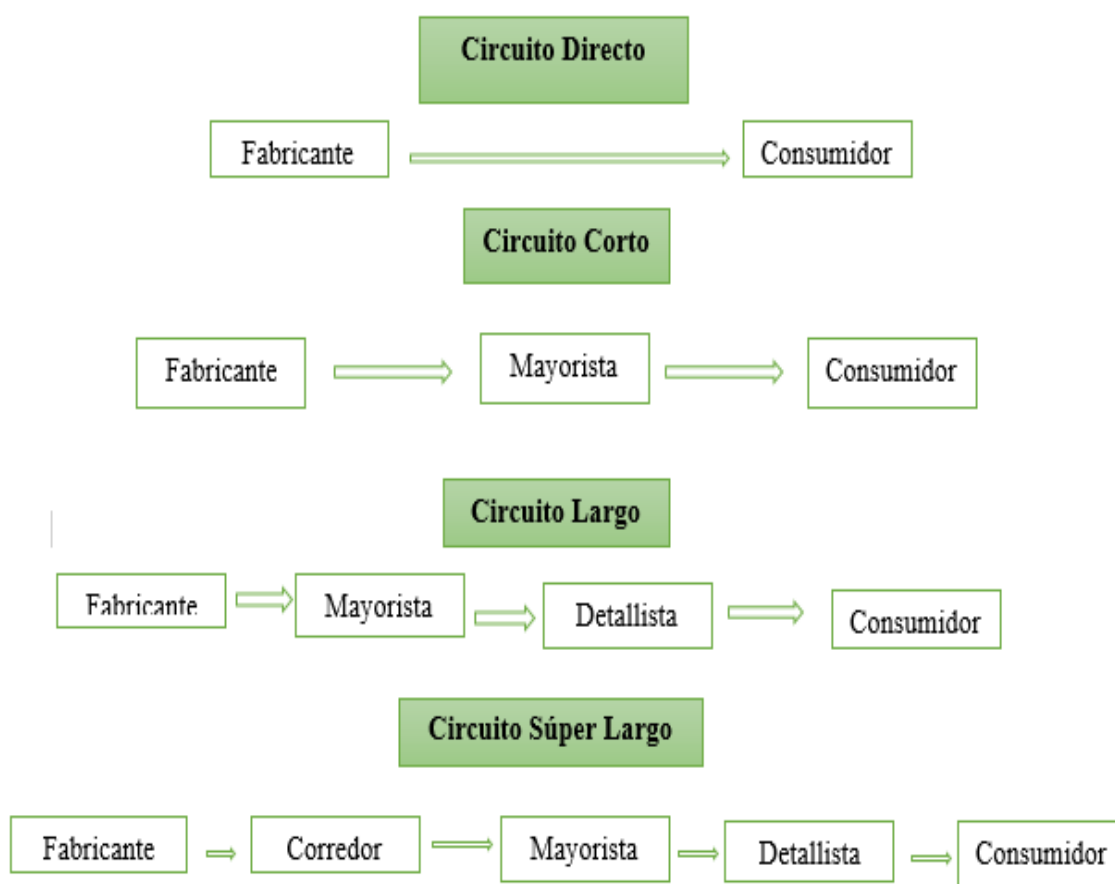 Circuito Directo
Fabricante Consumidor
Circuito Corto
Fabricante Mayorista Consumidor
Circuito Largo
Fabricante Mayorista Detallista Consumidor
Circuito Súper Largo
Fabricante Corredor Mayorista Detallista Consumidor